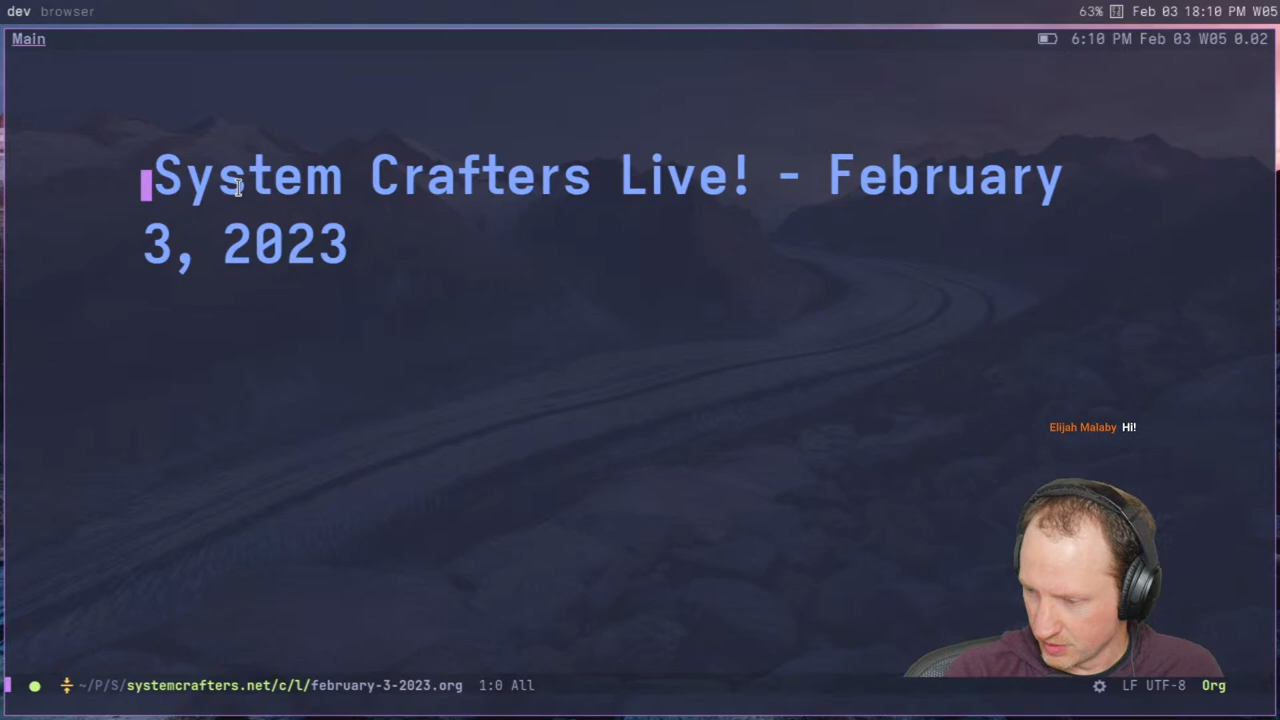 dev browser
63% Feb 03 18:10 PM W05
Main
6:10 PM Feb 03 W05 0.02
System Crafters Live! - February
3, 2023
Elijah Malaby Hi!
~/P/S/systemcrafters.net/c/l/february-3-2023.org 1:0 All
LF UTF-8 Org